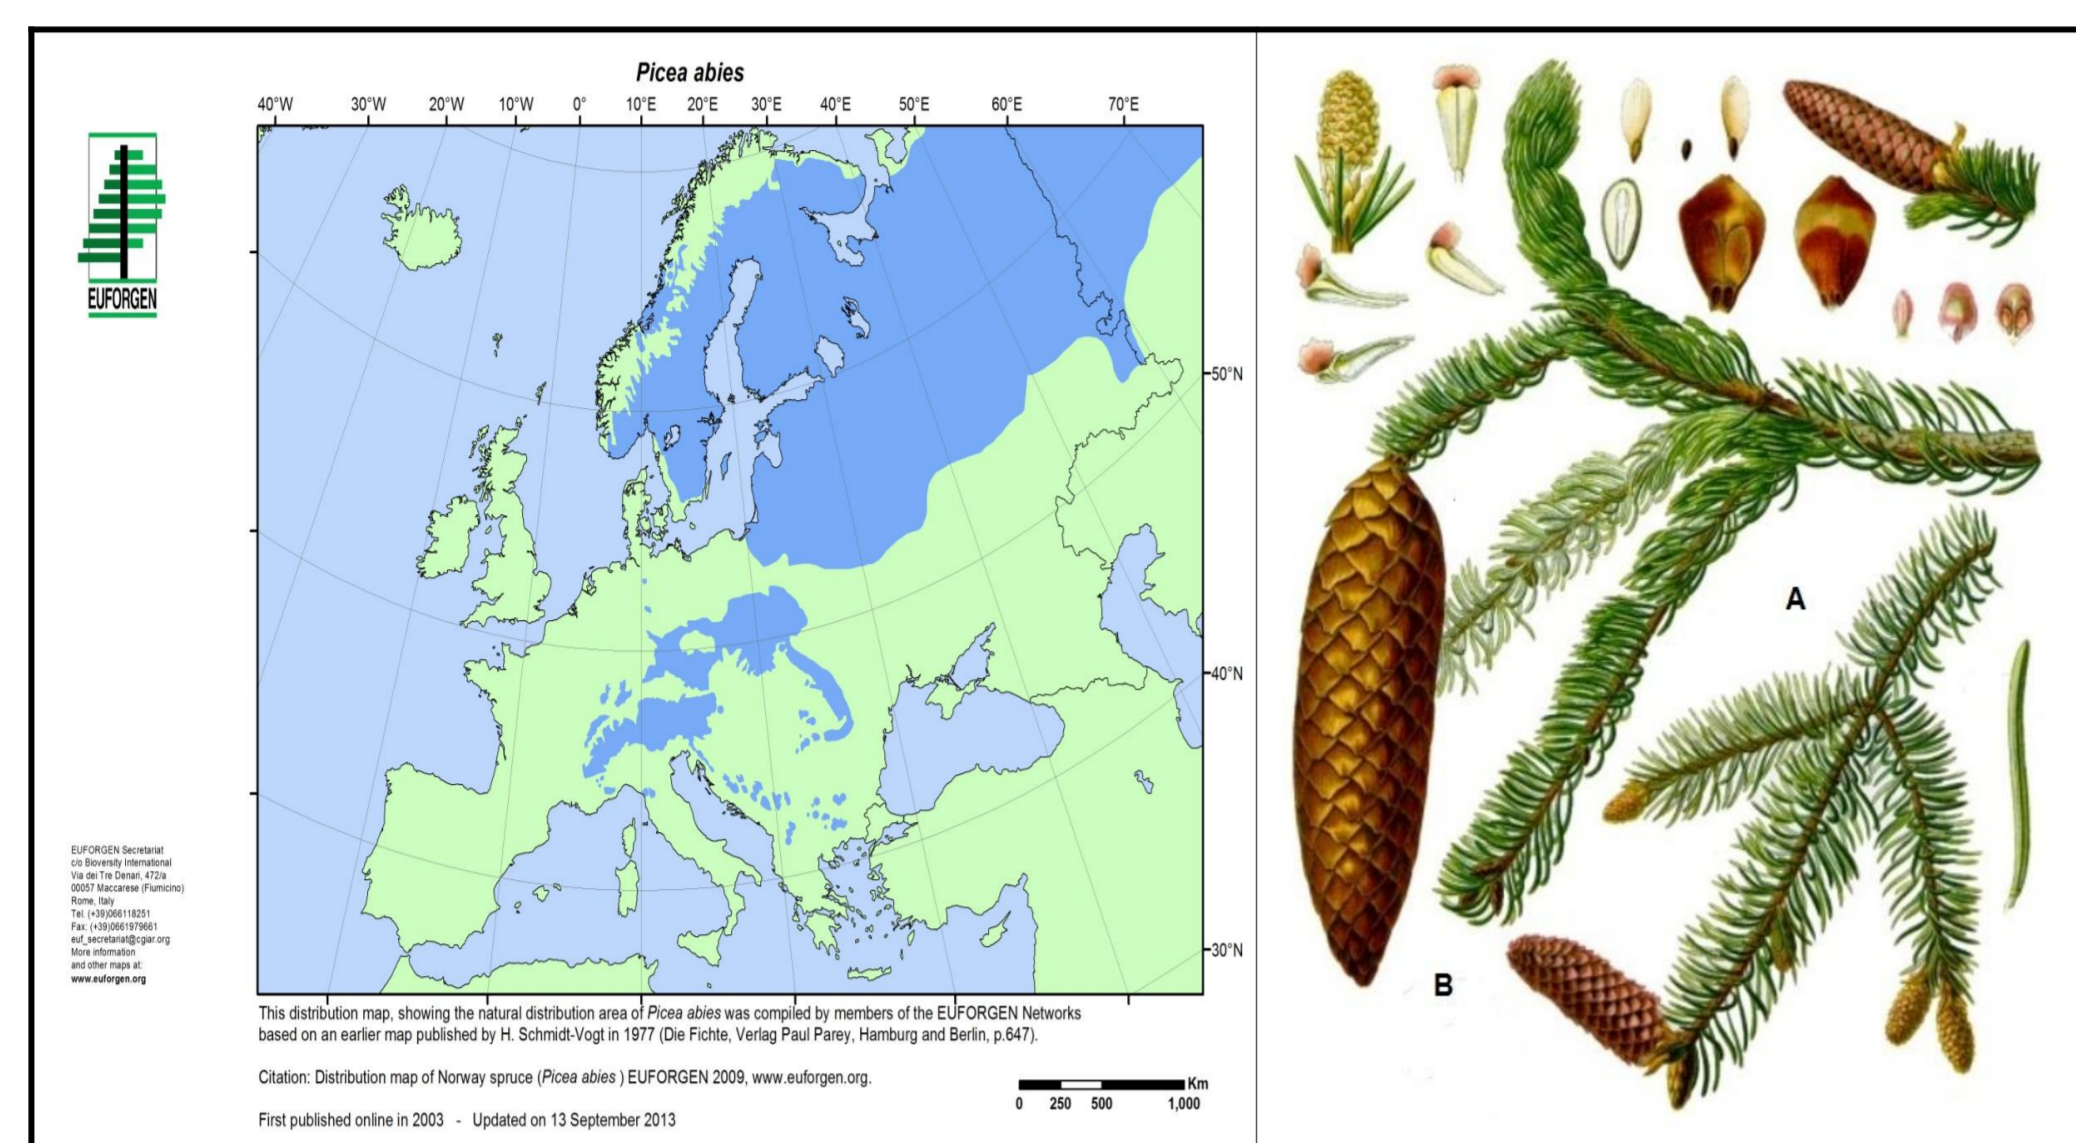 Picea abies
40°W 30°W 20°W 10°W 0° 10°E 20°E 30°E 40°E 50°E 60°E 70°E
EUFORGEN
50°N
40°N
30°N
EUFORGEN Secretariat
c/o Bioversity International
Via dei Tre Denari, 472/a
00057 Maccarese (Fiumicino)
Rome, Italy
Tel. (+39)066118251
Fax: (+39)0661979661
euf_secretariat@cgiar.org
More information
and other maps at:
www.euforgen.org
This distribution map, showing the natural distribution area of Picea abies was compiled by members of the EUFORGEN Networks
based on an earlier map published by H. Schmidt-Vogt in 1977 (Die Fichte, Verlag Paul Parey, Hamburg and Berlin, p.647).
Citation: Distribution map of Norway spruce (Picea abies ) EUFORGEN 2009, www.euforgen.org.
First published online in 2003 - Updated on 13 September 2013
Km
0 250 500 1,000
A
B